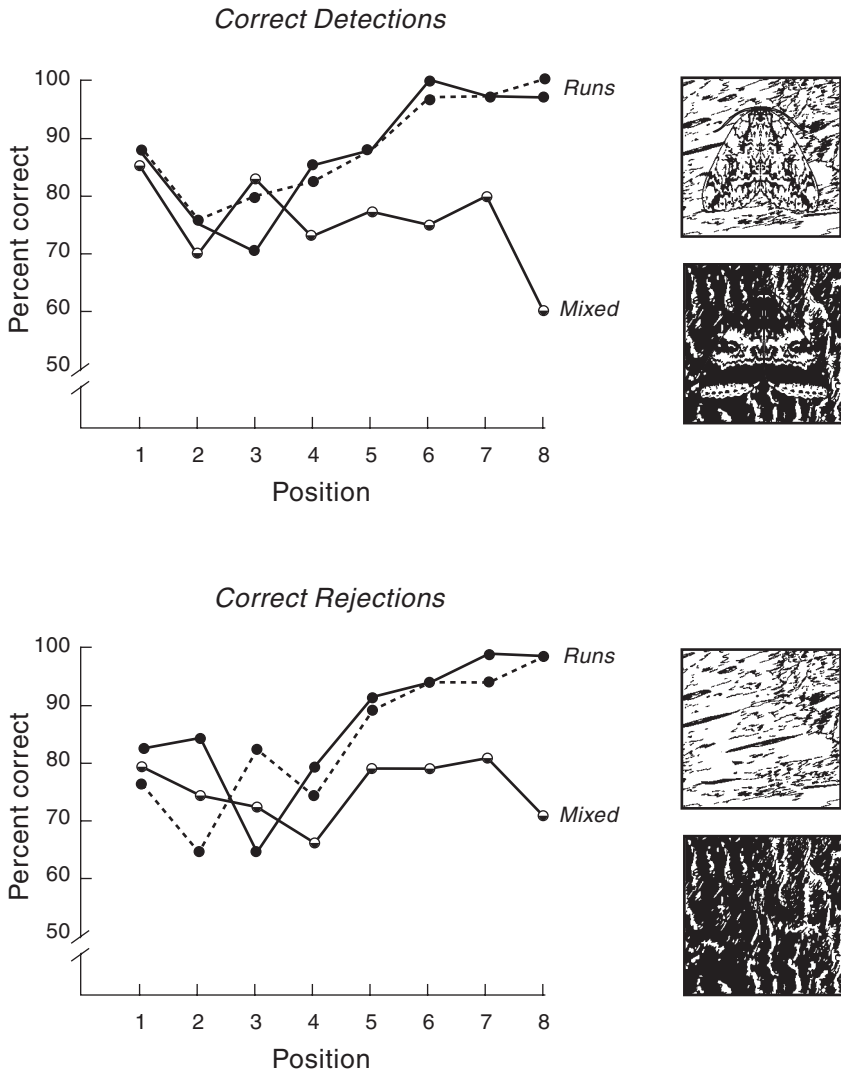 Correct Detections
100
90
80
70
60
50
Percent correct
Runs
Mixed
1 2 3 4 5 6 7 8
Position
Correct Rejections
100
90
80
70
60
50
Percent correct
Runs
Mixed
1 2 3 4 5 6 7 8
Position